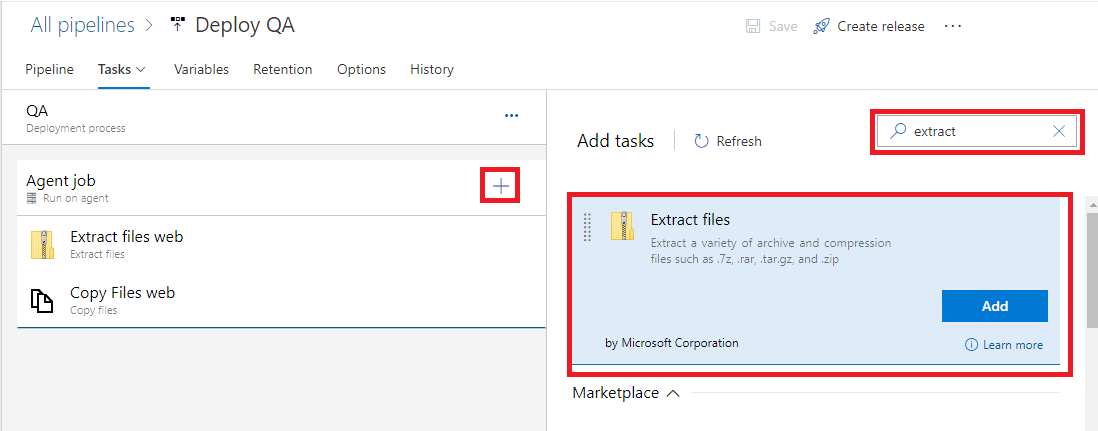 All pipelines > Deploy QA
Save Create release ...
Pipeline Tasks Variables Retention Options History
QA
Deployment process
Agent job
Run on agent
Extract files web
Extract files
Copy Files web
Copy files
Add tasks Refresh extract
Extract files
Extract a variety of archive and compression
files such as .7z, .rar, .tar.gz, and .zip
Add
by Microsoft Corporation Learn more
Marketplace